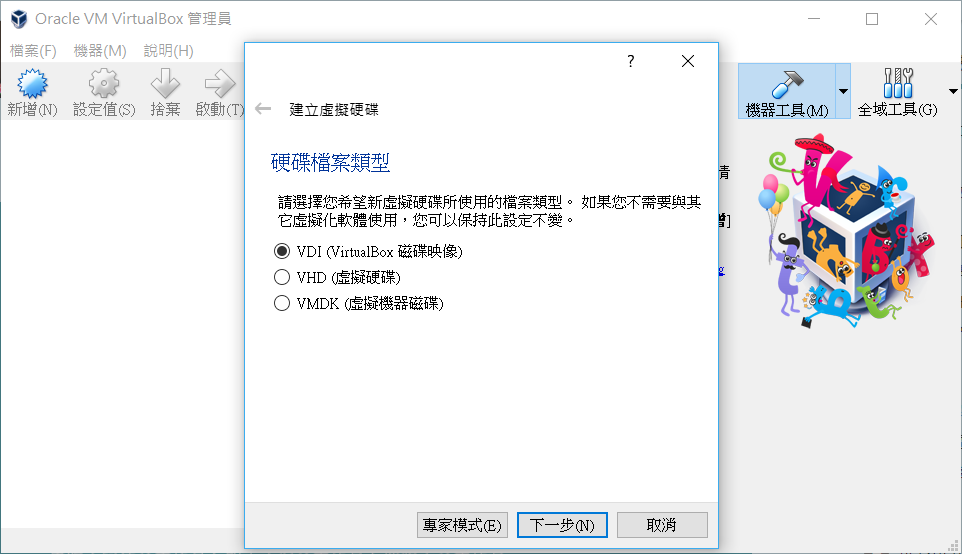 Oracle VM VirtualBox 管理員
檔案(F) 機器(M) 說明(H)
新增(N) 設定值(S) 捨棄 啟動(T)
機器工具(M) 全域工具(G)
?
建立虛擬硬碟
硬碟檔案類型
請選擇您希望新虛擬硬碟所使用的檔案類型。 如果您不需要與其
它虛擬化軟體使用，您可以保持此設定不變。
VDI (VirtualBox 磁碟映像)
VHD (虛擬硬碟)
VMDK (虛擬機器磁碟)
專家模式(E) 下一步(N) 取消